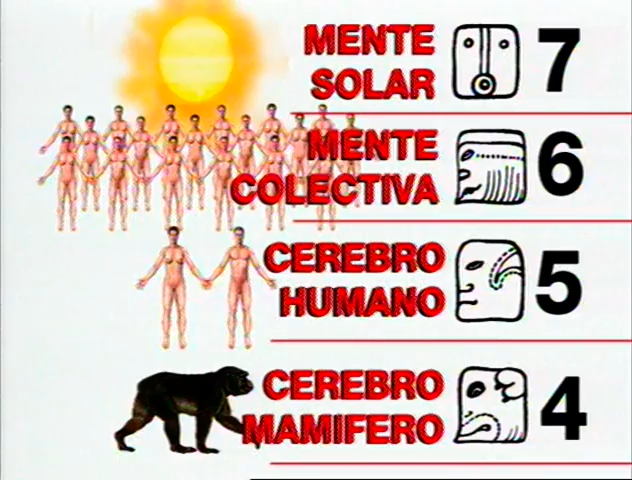 MENTE
SOLAR
7
MENTE
COLECTIVA
6
CEREBRO
HUMANO
5
CEREBRO
MAMIFERO
4